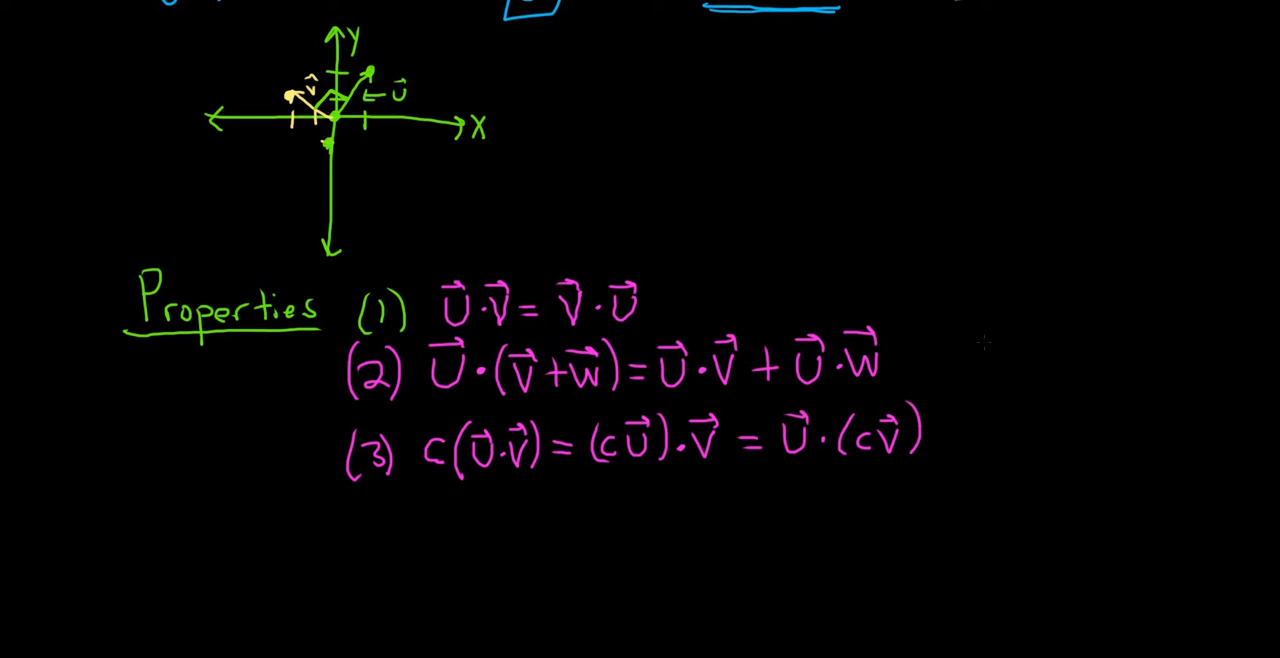 Y
v̂
← U⃗
X
Properties (1) U⃗·V⃗ = V⃗·U⃗
(2) U⃗·(V⃗+W⃗) = U⃗·V⃗ + U⃗·W⃗
(3) c(U⃗·V⃗) = (cU⃗)·V⃗ = U⃗·(cV⃗)